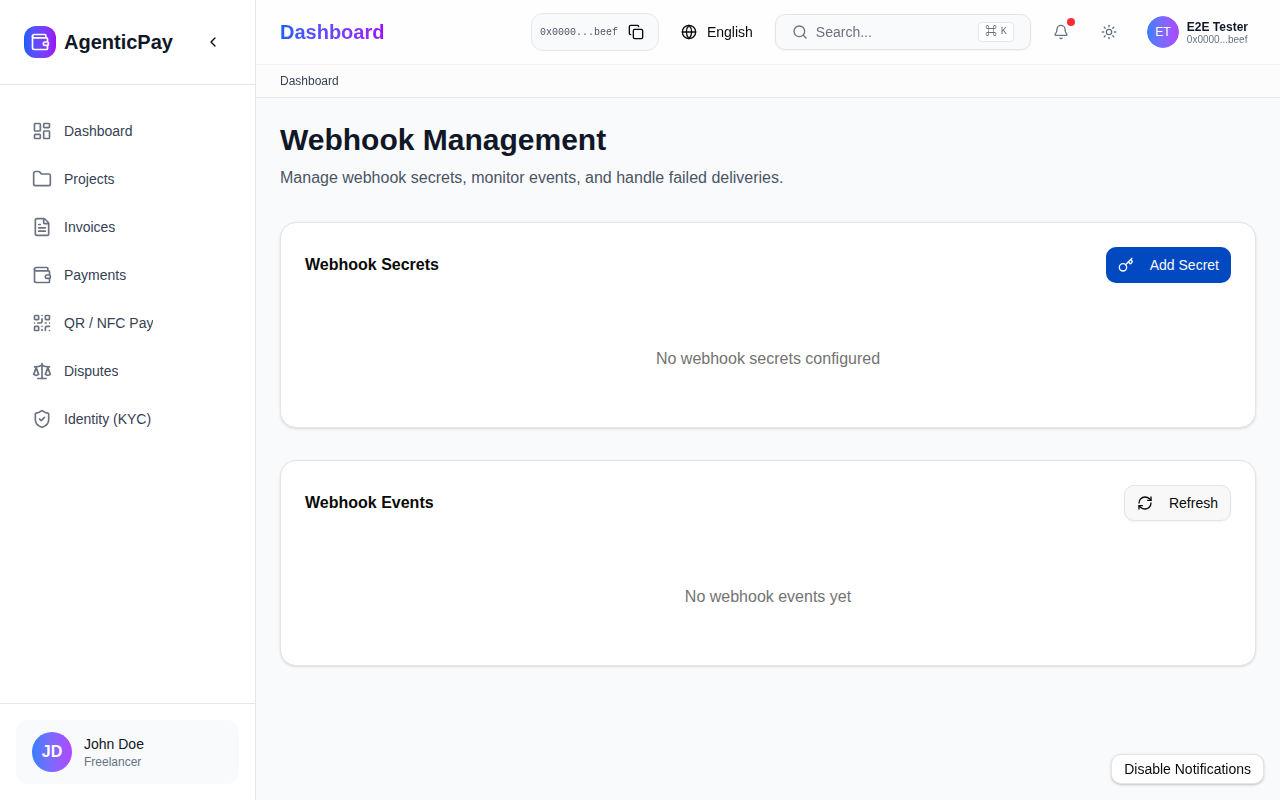 AgenticPay
Dashboard
Projects
Invoices
Payments
QR / NFC Pay
Disputes
Identity (KYC)
JD
John Doe
Freelancer
Dashboard
0x0000...beef
English
Search...
⌘ K
ET
E2E Tester
0x0000...beef
Dashboard
Webhook Management
Manage webhook secrets, monitor events, and handle failed deliveries.
Webhook Secrets
Add Secret
No webhook secrets configured
Webhook Events
Refresh
No webhook events yet
Disable Notifications